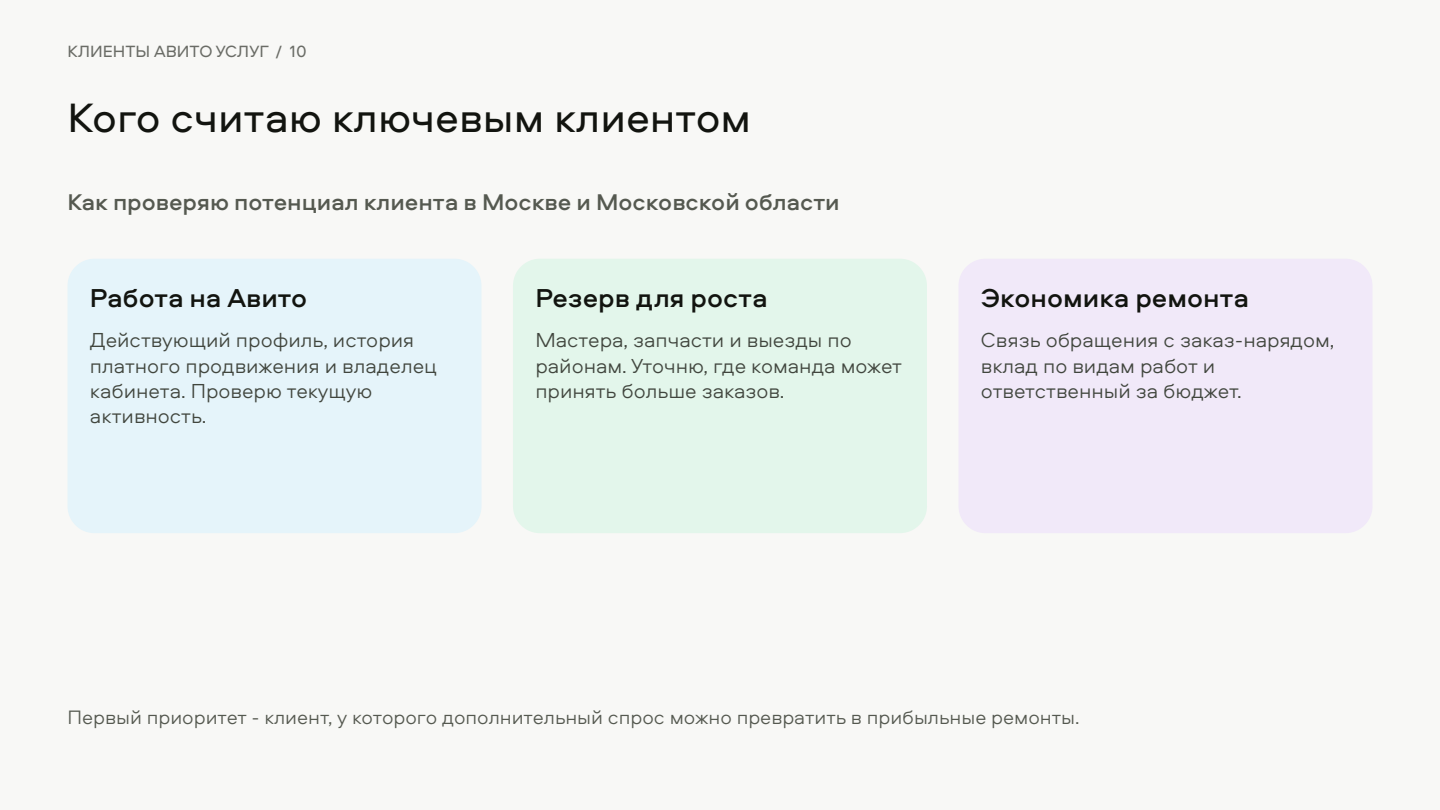 КЛИЕНТЫ АВИТО УСЛУГ / 10
Кого считаю ключевым клиентом
Как проверяю потенциал клиента в Москве и Московской области
Работа на Авито
Действующий профиль, история
платного продвижения и владелец
кабинета. Проверю текущую
активность.
Резерв для роста
Мастера, запчасти и выезды по
районам. Уточню, где команда может
принять больше заказов.
Экономика ремонта
Связь обращения с заказ-нарядом,
вклад по видам работ и
ответственный за бюджет.
Первый приоритет - клиент, у которого дополнительный спрос можно превратить в прибыльные ремонты.